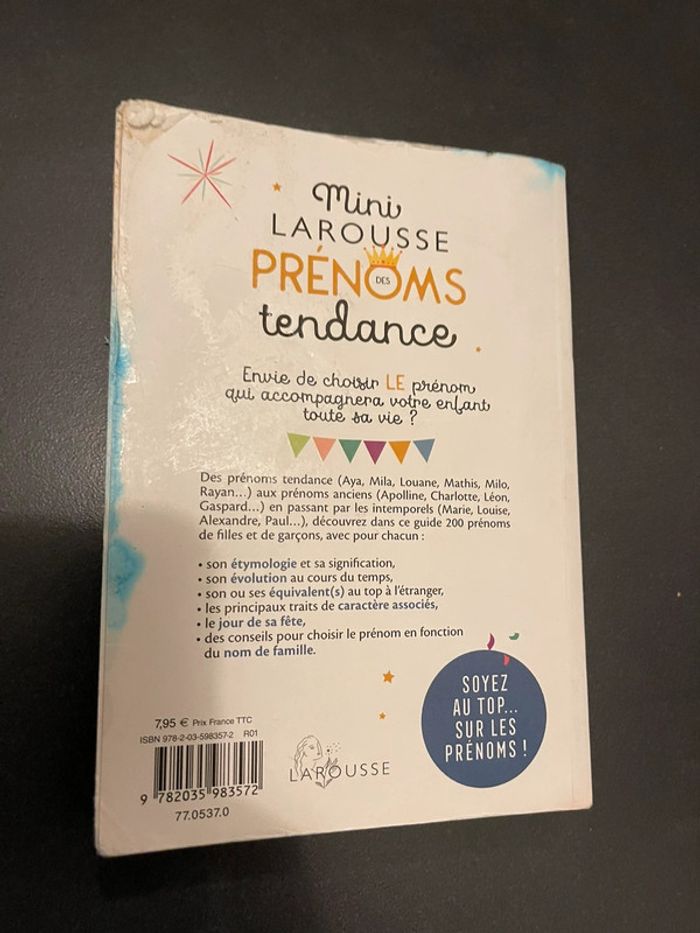 Mini
LAROUSSE
DES
PRÉNOMS
tendance
Envie de choisir LE prénom
qui accompagnera votre enfant
toute sa vie ?
Des prénoms tendance (Aya, Mila, Louane, Mathis, Milo,
Rayan...) aux prénoms anciens (Apolline, Charlotte, Léon,
Gaspard...) en passant par les intemporels (Marie, Louise,
Alexandre, Paul...), découvrez dans ce guide 200 prénoms
de filles et de garçons, avec pour chacun :
• son étymologie et sa signification,
• son évolution au cours du temps,
• son ou ses équivalent(s) au top à l'étranger,
• les principaux traits de caractère associés,
• le jour de sa fête,
• des conseils pour choisir le prénom en fonction
du nom de famille.
SOYEZ
AU TOP...
SUR LES
PRÉNOMS !
7,95 € Prix France TTC
ISBN 978-2-03-598357-2 R01
9 782035 983572
77.0537.0
LAROUSSE